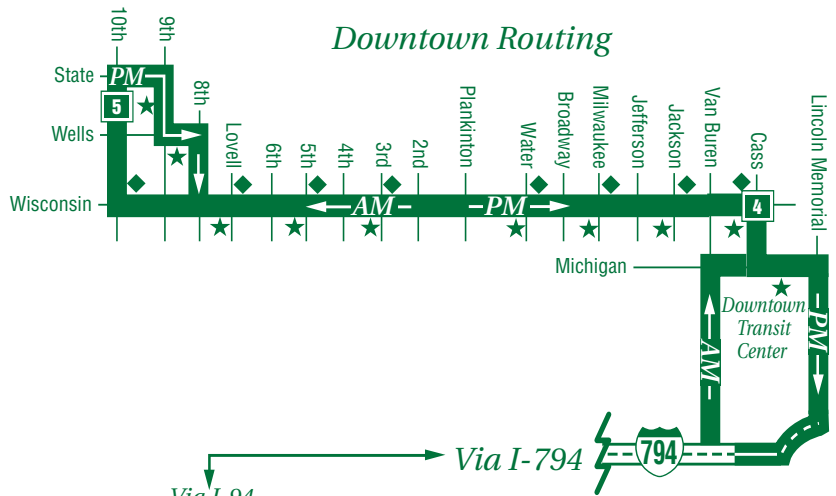 Downtown Routing
10th
9th
8th
State
PM
5
Wells
Lovell
6th
5th
4th
3rd
2nd
Plankinton
Water
Broadway
Milwaukee
Jefferson
Jackson
Van Buren
Cass
Lincoln Memorial
Wisconsin
AM
PM
4
Michigan
Downtown
Transit
Center
AM
PM
Via I-794
794
Via I-94